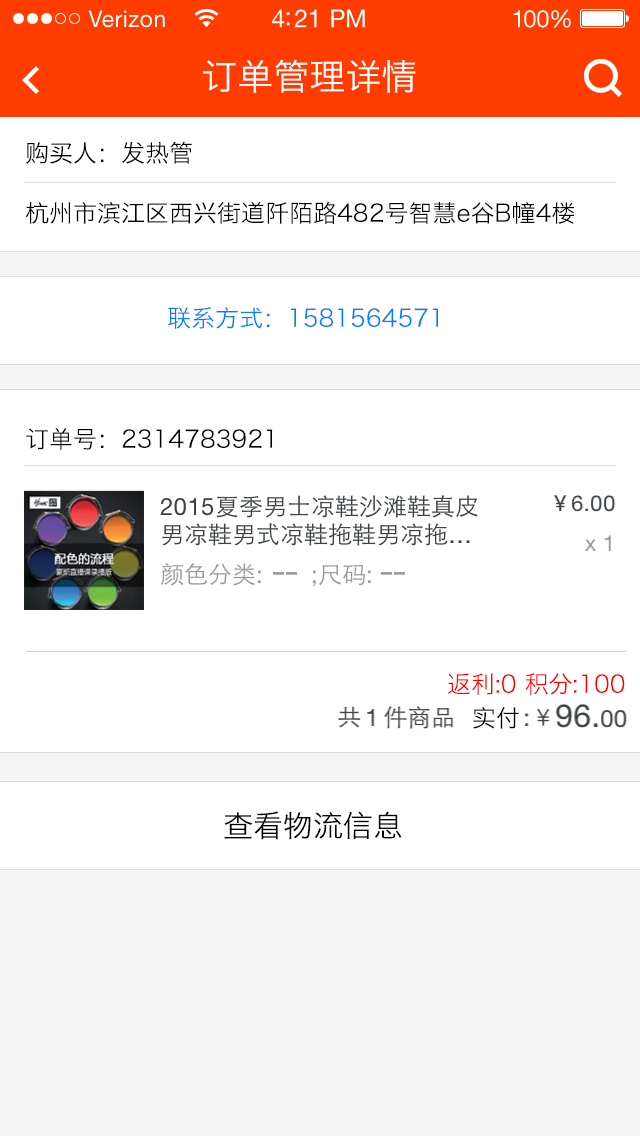 Verizon 4:21 PM 100%
订单管理详情
购买人：发热管
杭州市滨江区西兴街道阡陌路482号智慧e谷B幢4楼
联系方式：1581564571
订单号：2314783921
2015夏季男士凉鞋沙滩鞋真皮 ¥6.00
男凉鞋男式凉鞋拖鞋男凉拖... x 1
颜色分类: -- ;尺码: --
配色的流程
返利:0 积分:100
共1件商品 实付:¥96.00
查看物流信息